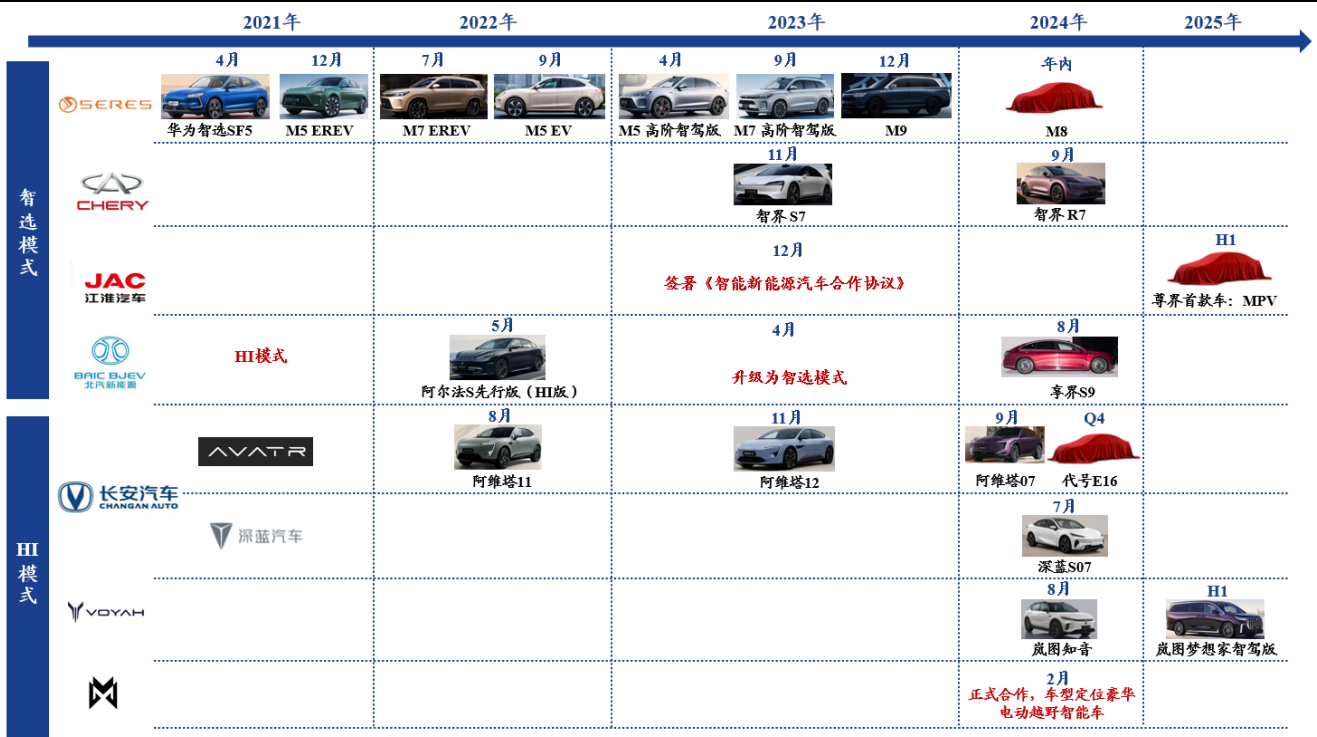 2021年 2022年 2023年 2024年 2025年
智选模式
SERES
4月 12月 7月 9月 4月 9月 12月 年内
华为智选SF5 M5 EREV M7 EREV M5 EV M5 高阶智驾版 M7 高阶智驾版 M9 M8
CHERY
11月 9月
智界 S7 智界 R7
JAC
江淮汽车
12月 H1
签署《智能新能源汽车合作协议》
尊界首款车：MPV
BAIC BJEV
北汽新能源
HI模式
5月 4月 8月
阿尔法S先行版（HI版） 升级为智选模式 享界S9
HI模式
长安汽车
CHANGAN AUTO
AVATR
8月 11月 9月 Q4
阿维塔11 阿维塔12 阿维塔07 代号E16
深蓝汽车
7月
深蓝S07
VOYAH
8月 H1
岚图知音 岚图梦想家智驾版
2月
正式合作，车型定位豪华
电动越野智能车